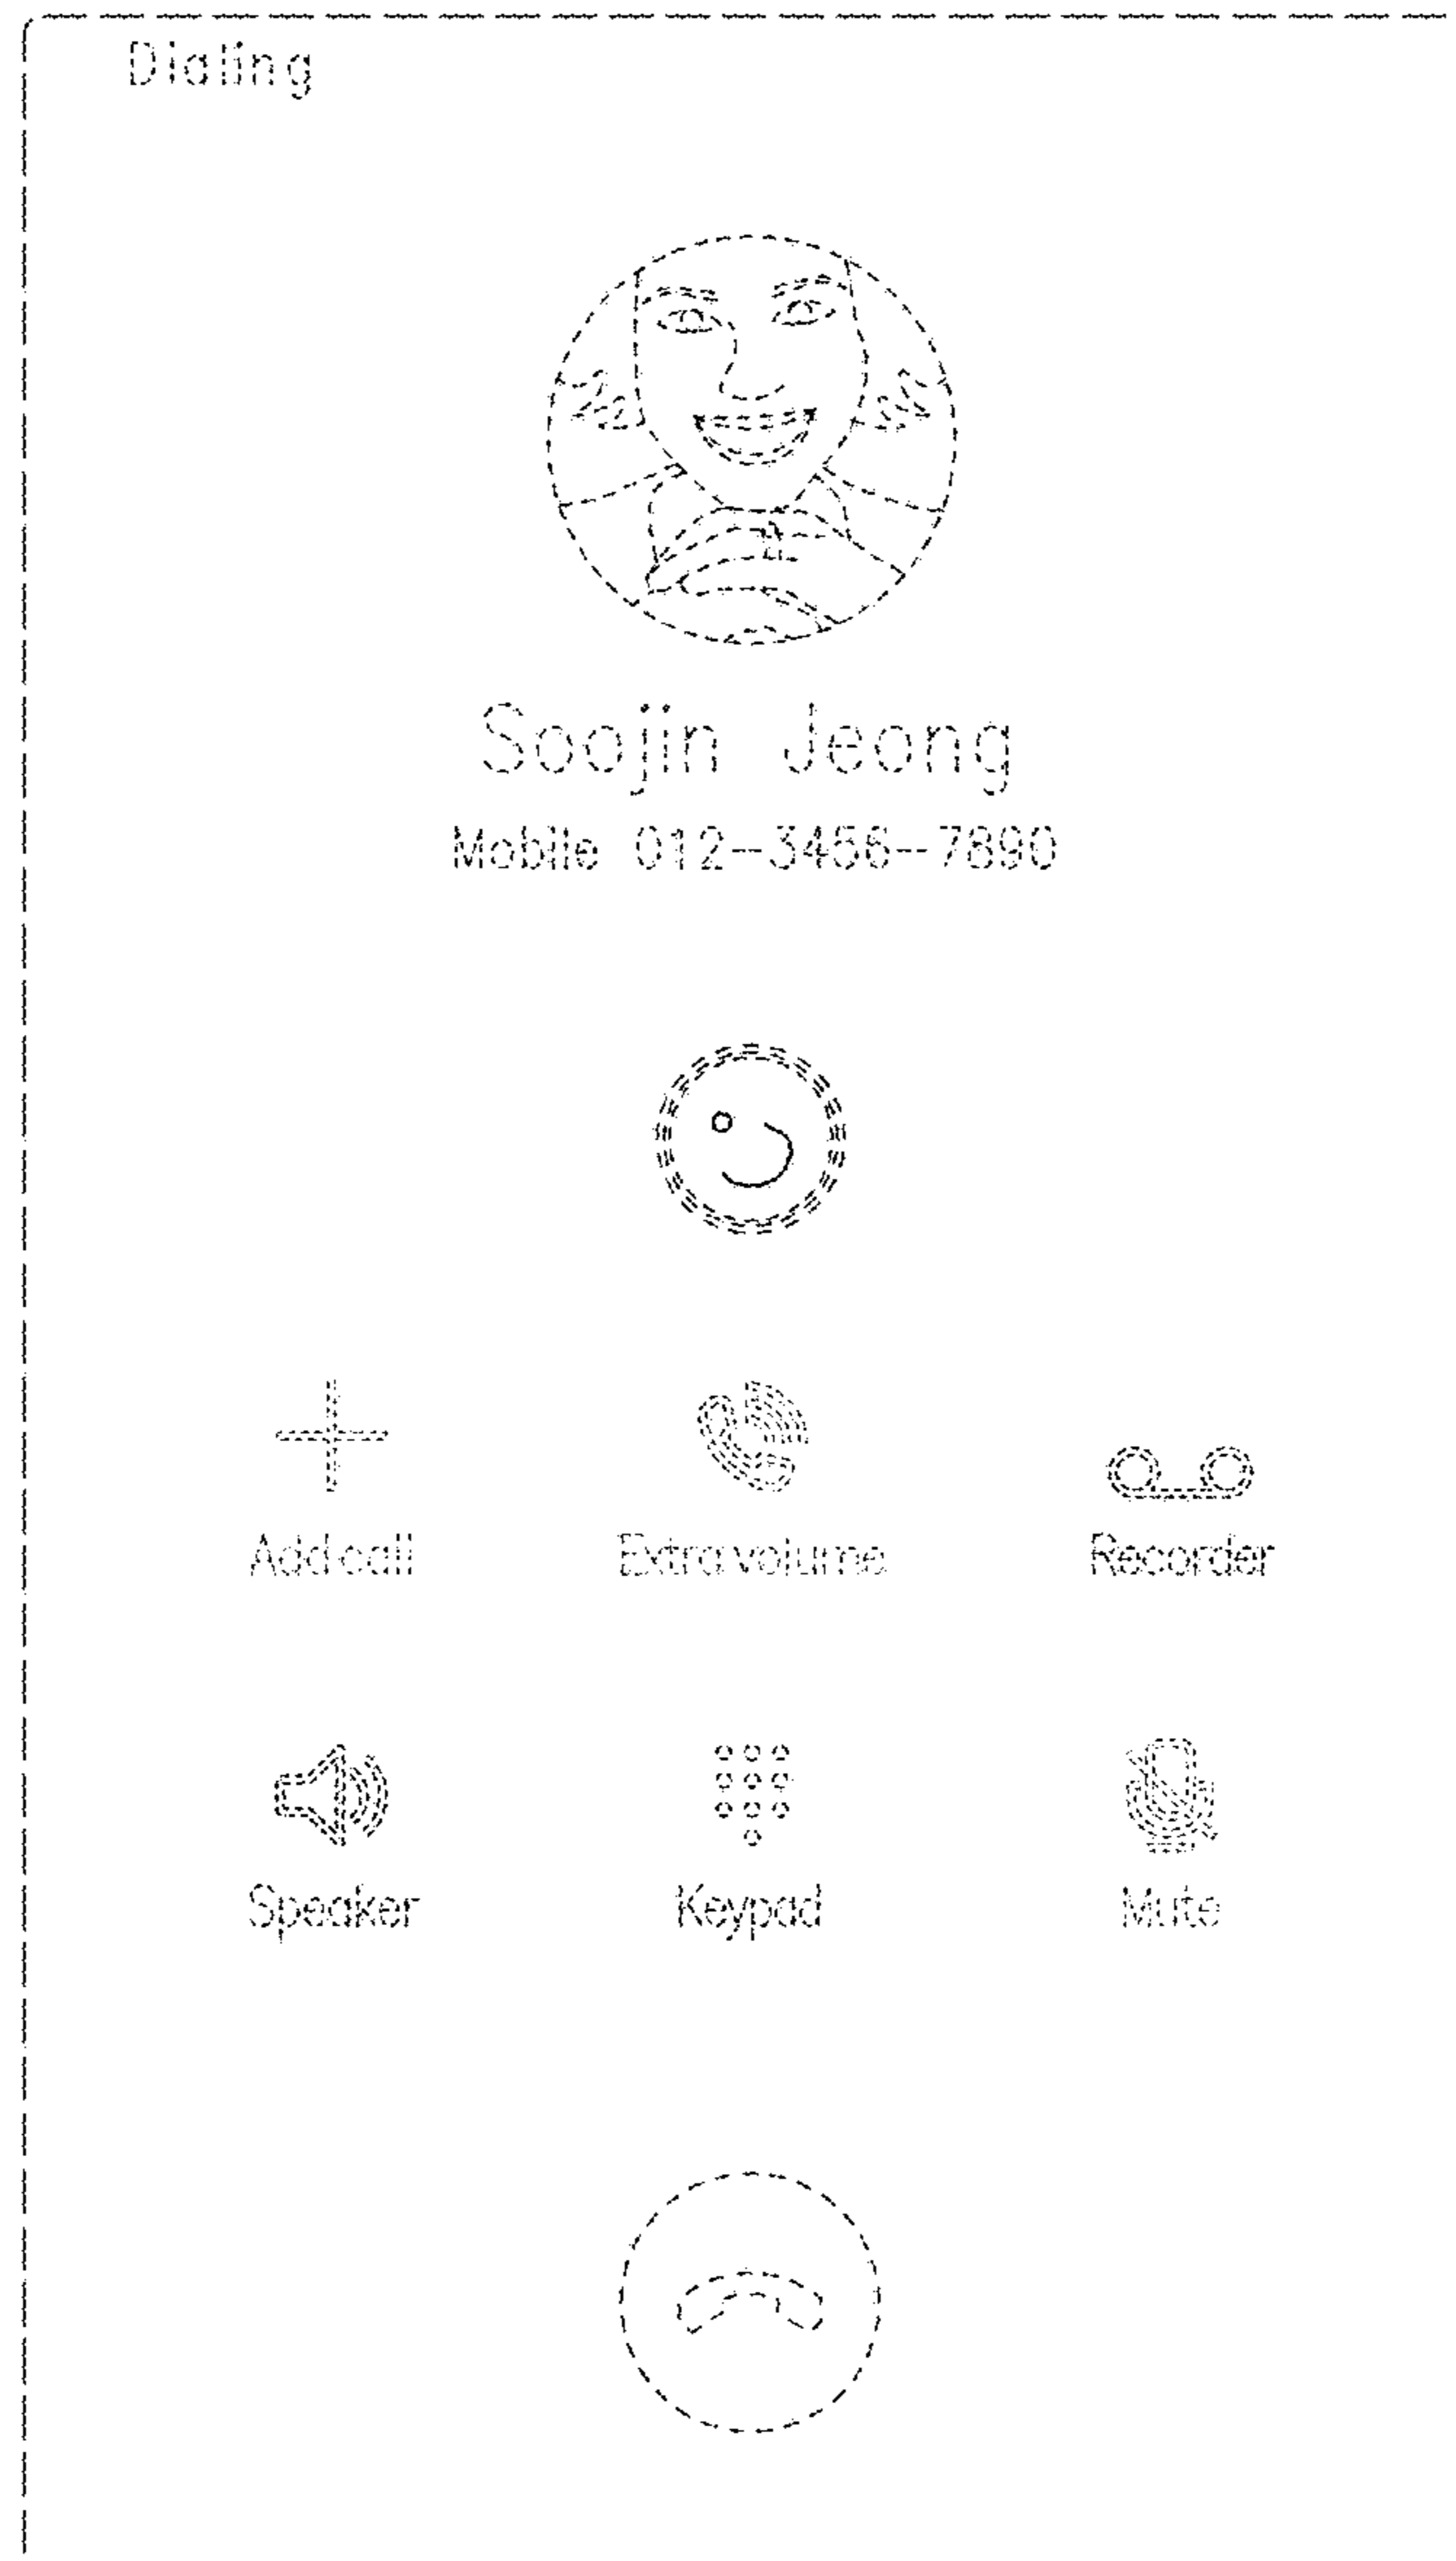 Dialing
Soojin Jeong
Mobile 012-3456-7890
Add call Extra volume Recorder
Speaker Keypad Mute